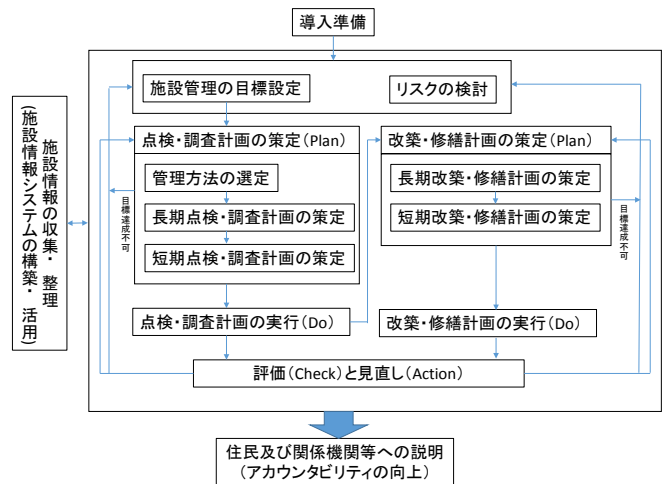 導入準備
施設管理の目標設定
リスクの検討
施設情報の収集・整理
(施設情報システムの構築・活用)
点検・調査計画の策定(Plan)
管理方法の選定
長期点検・調査計画の策定
短期点検・調査計画の策定
目標達成不可
改築・修繕計画の策定(Plan)
長期改築・修繕計画の策定
短期改築・修繕計画の策定
目標達成不可
点検・調査計画の実行(Do)
改築・修繕計画の実行(Do)
評価(Check)と見直し(Action)
住民及び関係機関等への説明
(アカウンタビリティの向上)